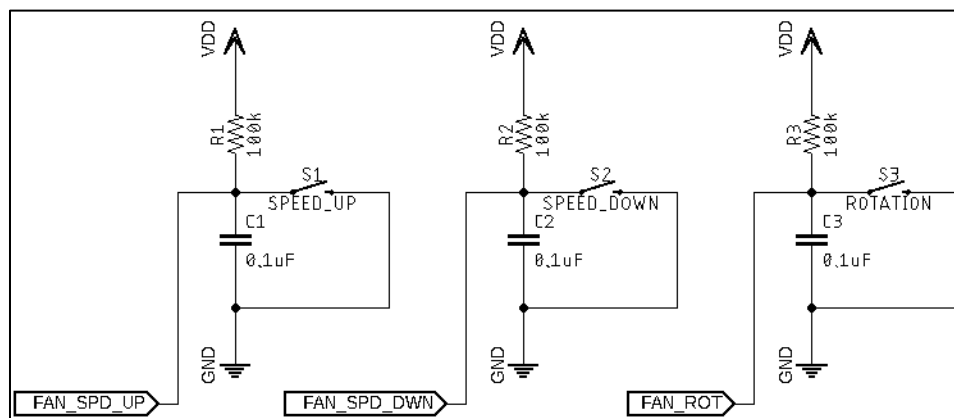 VDD
R1
100k
S1
SPEED_UP
C1
0.1uF
GND
FAN_SPD_UP
VDD
R2
100k
S2
SPEED_DOWN
C2
0.1uF
GND
FAN_SPD_DWN
VDD
R3
100k
S3
ROTATION
C3
0.1uF
GND
FAN_ROT